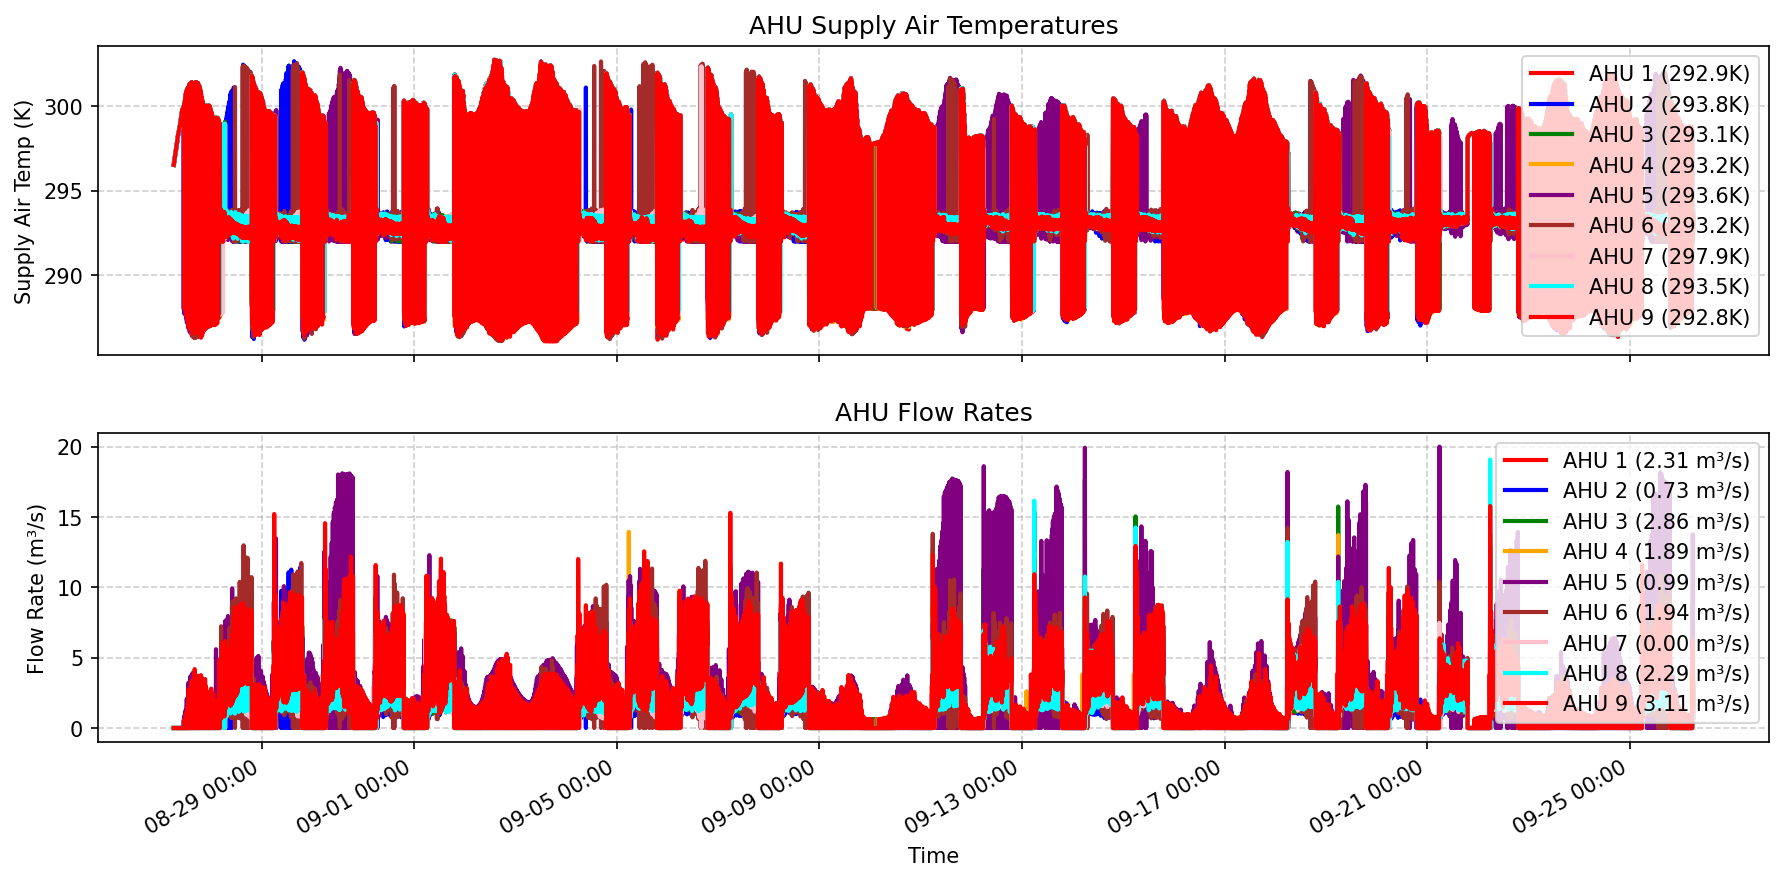 AHU Supply Air Temperatures
Supply Air Temp (K)
300
295
290
AHU 1 (292.9K)
AHU 2 (293.8K)
AHU 3 (293.1K)
AHU 4 (293.2K)
AHU 5 (293.6K)
AHU 6 (293.2K)
AHU 7 (297.9K)
AHU 8 (293.5K)
AHU 9 (292.8K)
AHU Flow Rates
Flow Rate (m³/s)
20
15
10
5
0
AHU 1 (2.31 m³/s)
AHU 2 (0.73 m³/s)
AHU 3 (2.86 m³/s)
AHU 4 (1.89 m³/s)
AHU 5 (0.99 m³/s)
AHU 6 (1.94 m³/s)
AHU 7 (0.00 m³/s)
AHU 8 (2.29 m³/s)
AHU 9 (3.11 m³/s)
08-29 00:00
09-01 00:00
09-05 00:00
09-09 00:00
09-13 00:00
09-17 00:00
09-21 00:00
09-25 00:00
Time